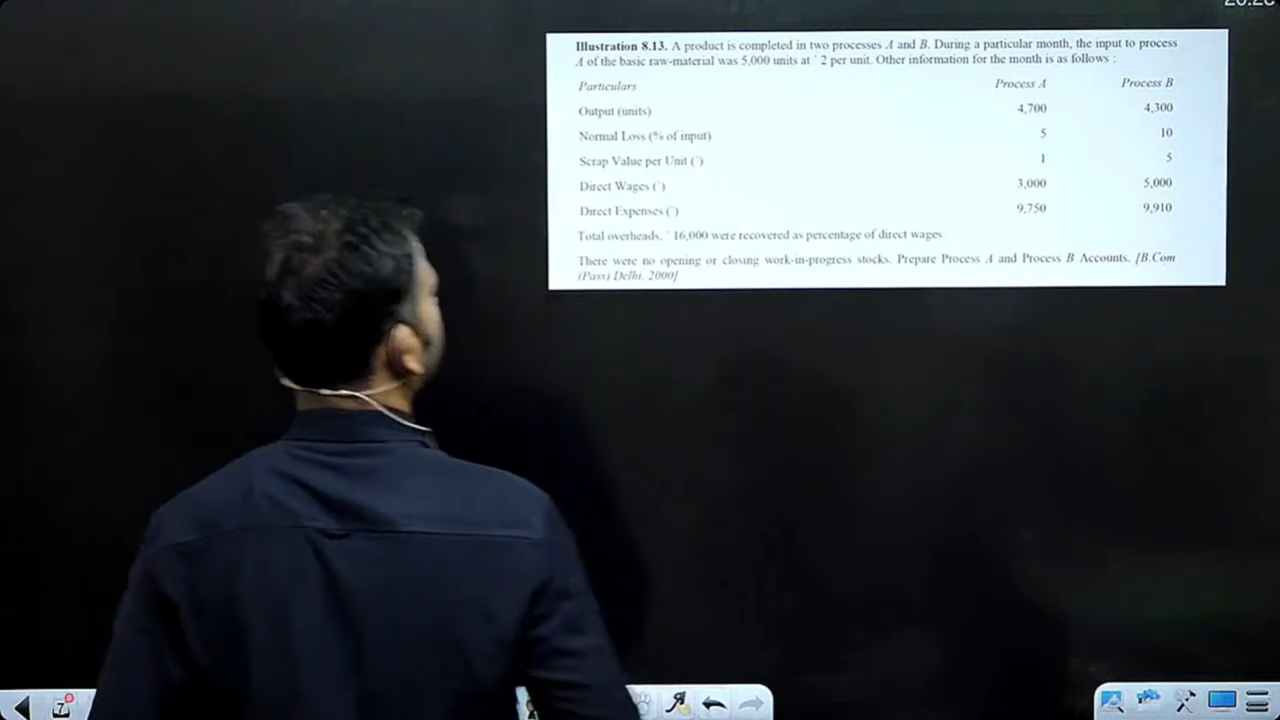 Illustration 8.13. A product is completed in two processes A and B. During a particular month, the input to process
A of the basic raw-material was 5,000 units at ` 2 per unit. Other information for the month is as follows :
Particulars Process A Process B
Output (units) 4,700 4,300
Normal Loss (% of input) 5 10
Scrap Value per Unit (`) 1 5
Direct Wages (`) 3,000 5,000
Direct Expenses (`) 9,750 9,910
Total overheads, ` 16,000 were recovered as percentage of direct wages.
There were no opening or closing work-in-progress stocks. Prepare Process A and Process B Accounts. [B.Com
(Pass) Delhi, 2000]